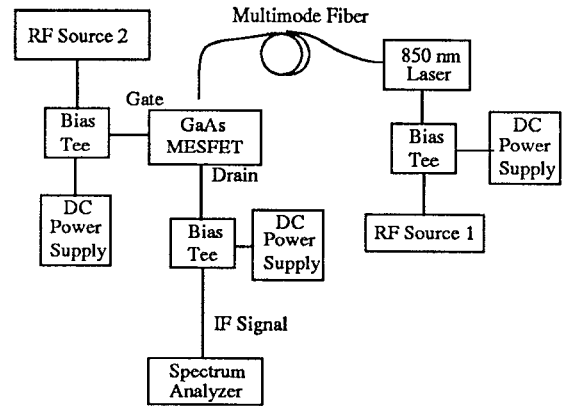 Multimode Fiber
RF Source 2
850 nm
Laser
Gate
Bias
Tee
GaAs
MESFET
Drain
Bias
Tee
DC
Power
Supply
DC
Power
Supply
Bias
Tee
DC
Power
Supply
RF Source 1
IF Signal
Spectrum
Analyzer